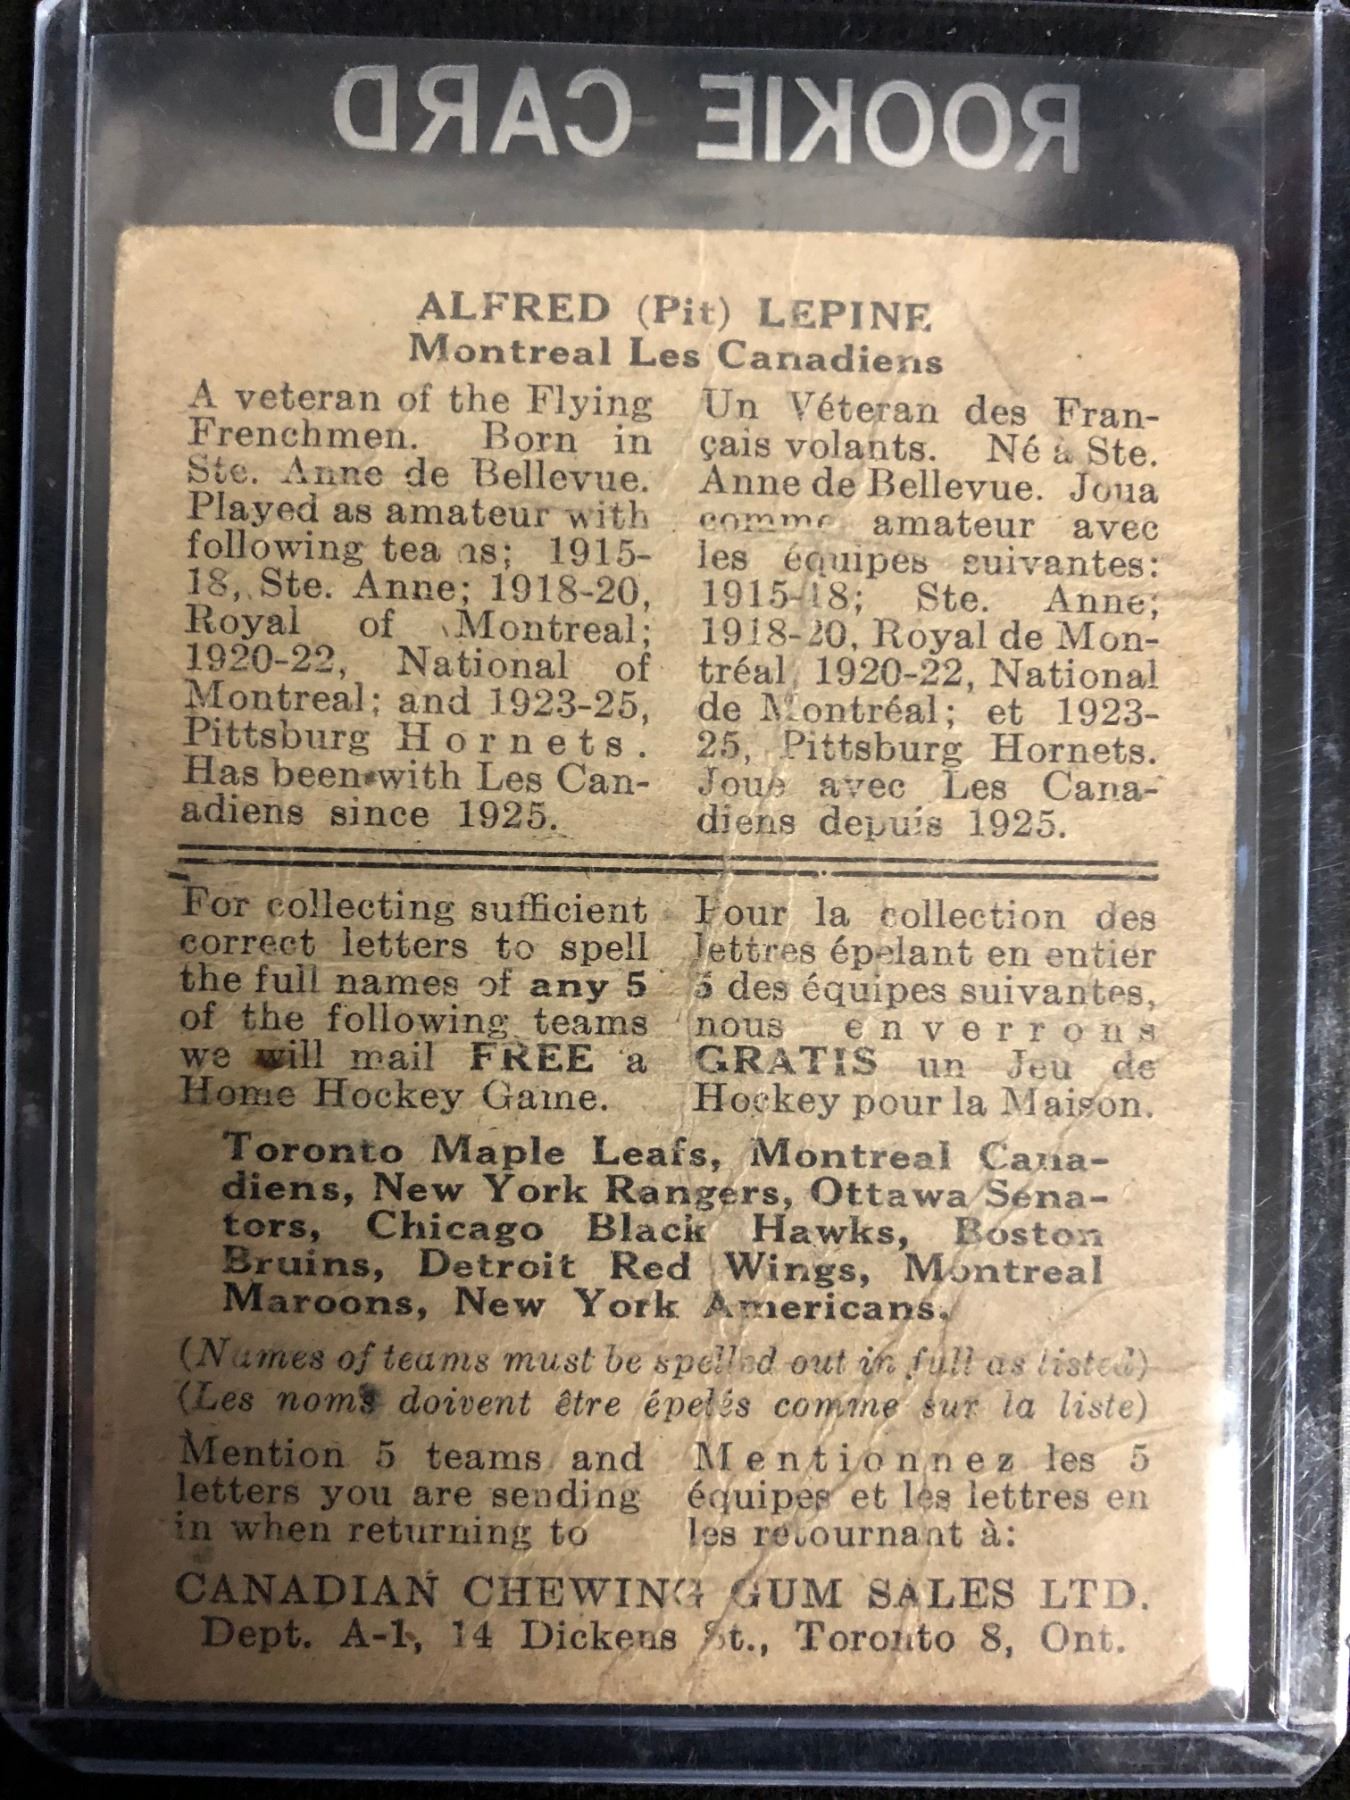 ROOKIE CARD
ALFRED (Pit) LEPINE
Montreal Les Canadiens
A veteran of the Flying
Frenchmen. Born in
Ste. Anne de Bellevue.
Played as amateur with
following teams; 1915-
18, Ste. Anne; 1918-20,
Royal of Montreal;
1920-22, National of
Montreal; and 1923-25,
Pittsburg Hornets.
Has been with Les Can-
adiens since 1925.
Un Véteran des Fran-
çais volants. Né à Ste.
Anne de Bellevue. Joua
comme amateur avec
les équipes suivantes:
1915-18; Ste. Anne;
1918-20, Royal de Mon-
tréal, 1920-22, National
de Montréal; et 1923-
25, Pittsburg Hornets.
Joue avec Les Cana-
diens depuis 1925.
For collecting sufficient
correct letters to spell
the full names of any 5
of the following teams
we will mail FREE a
Home Hockey Game.
Pour la collection des
lettres épelant en entier
5 des équipes suivantes,
nous enverrons
GRATIS un Jeu de
Hockey pour la Maison.
Toronto Maple Leafs, Montreal Cana-
diens, New York Rangers, Ottawa Sena-
tors, Chicago Black Hawks, Boston
Bruins, Detroit Red Wings, Montreal
Maroons, New York Americans.
(Names of teams must be spelled out in full as listed)
(Les noms doivent être épelés comme sur la liste)
Mention 5 teams and
letters you are sending
in when returning to
Mentionnez les 5
équipes et les lettres en
les retournant à:
CANADIAN CHEWING GUM SALES LTD.
Dept. A-1, 14 Dickens St., Toronto 8, Ont.